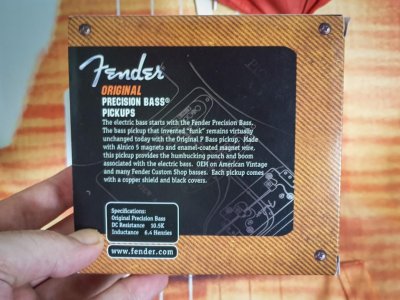 Fender
ORIGINAL
PRECISION BASS®
PICKUPS
The electric bass starts with the Fender Precision Bass.
The bass pickup that invented "funk" remains virtually
unchanged today with the Original P Bass pickup. Made
with Alnico 5 magnets and enamel-coated magnet wire,
this pickup provides the humbucking punch and boom
associated with the electric bass. OEM on American Vintage
and many Fender Custom Shop basses. Each pickup comes
with a copper shield and black covers.
Specifications:
Original Precision Bass
DC Resistance 10.5K
Inductance 6.4 Henries
www.fender.com